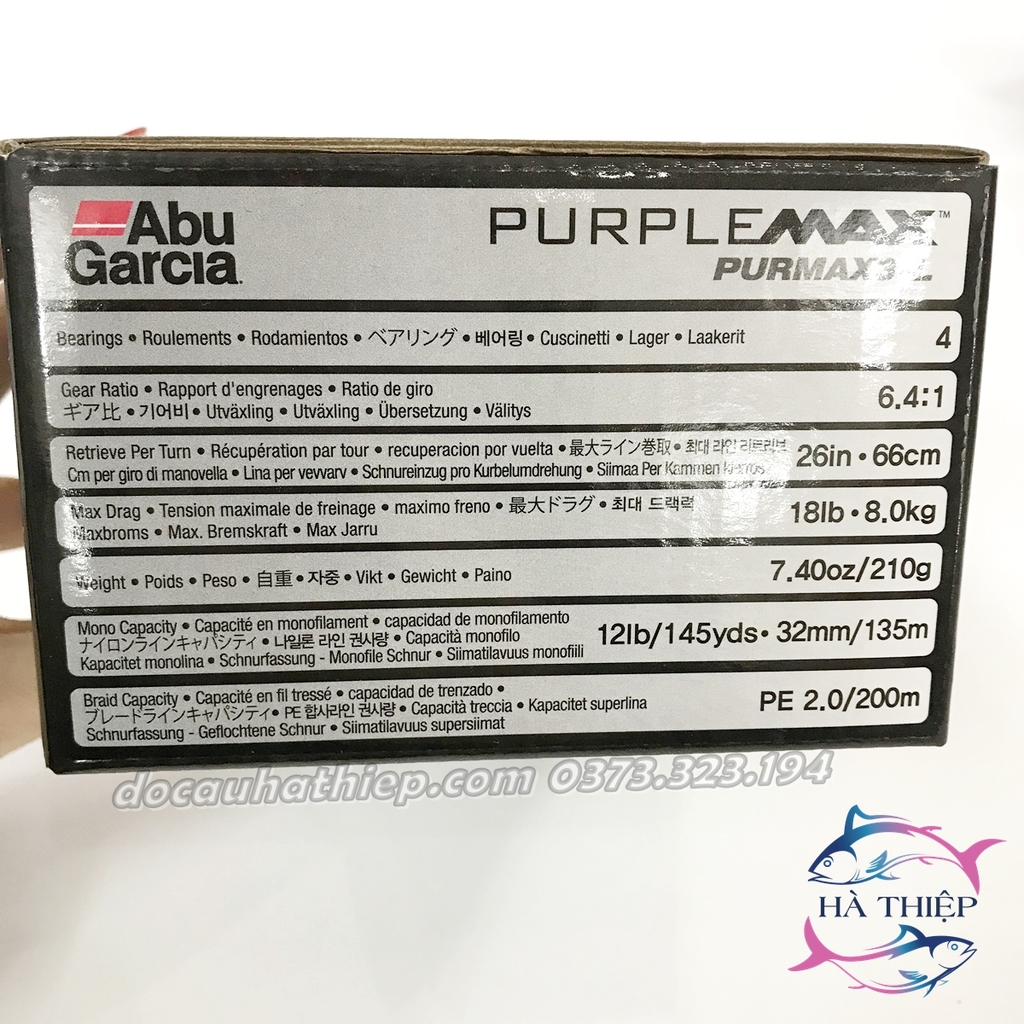 Abu
Garcia
PURPLEMAX™
Bearings • Roulements • Rodamientos • ベアリング • 베어링 • Cuscinetti • Lager • Laakerit
4
Gear Ratio • Rapport d'engrenages • Ratio de giro
ギア比 • 기어비 • Utväxling • Utväxling • Übersetzung • Välitys
6.4:1
Retrieve Per Turn • Récupération par tour • recuperacion por vuelta • 最大ライン巻取 • 최대 라인 리트리브
Cm per giro di manovella • Lina per vevvarv • Schnureinzug pro Kurbelumdrehung • Siimaa Per Kammen
26in • 66cm
Max Drag • Tension maximale de freinage • maximo freno • 最大ドラグ • 최대 드랙력
Maxbroms • Max. Bremskraft • Max Jarru
18lb • 8.0kg
Weight • Poids • Peso • 自重 • 자중 • Vikt • Gewicht • Paino
7.40oz/210g
Mono Capacity • Capacité en monofilament • capacidad de monofilamento
ナイロンラインキャパシティ • 나일론 라인 권사량 • Capacità monofilo
Kapacitet monolina • Schnurfassung - Monofile Schnur • Siimatilavuus monofiili
12lb/145yds • 32mm/135m
Braid Capacity • Capacité en fil tressé • capacidad de trenzado •
ブレードラインキャパシティ • PE 합사라인 권사량 • Capacità treccia • Kapacitet superlina
Schnurfassung - Geflochtene Schnur • Siimatilavuus supersiimat
PE 2.0/200m
docauhathiep.com 0373.323.194
HÀ THIỆP